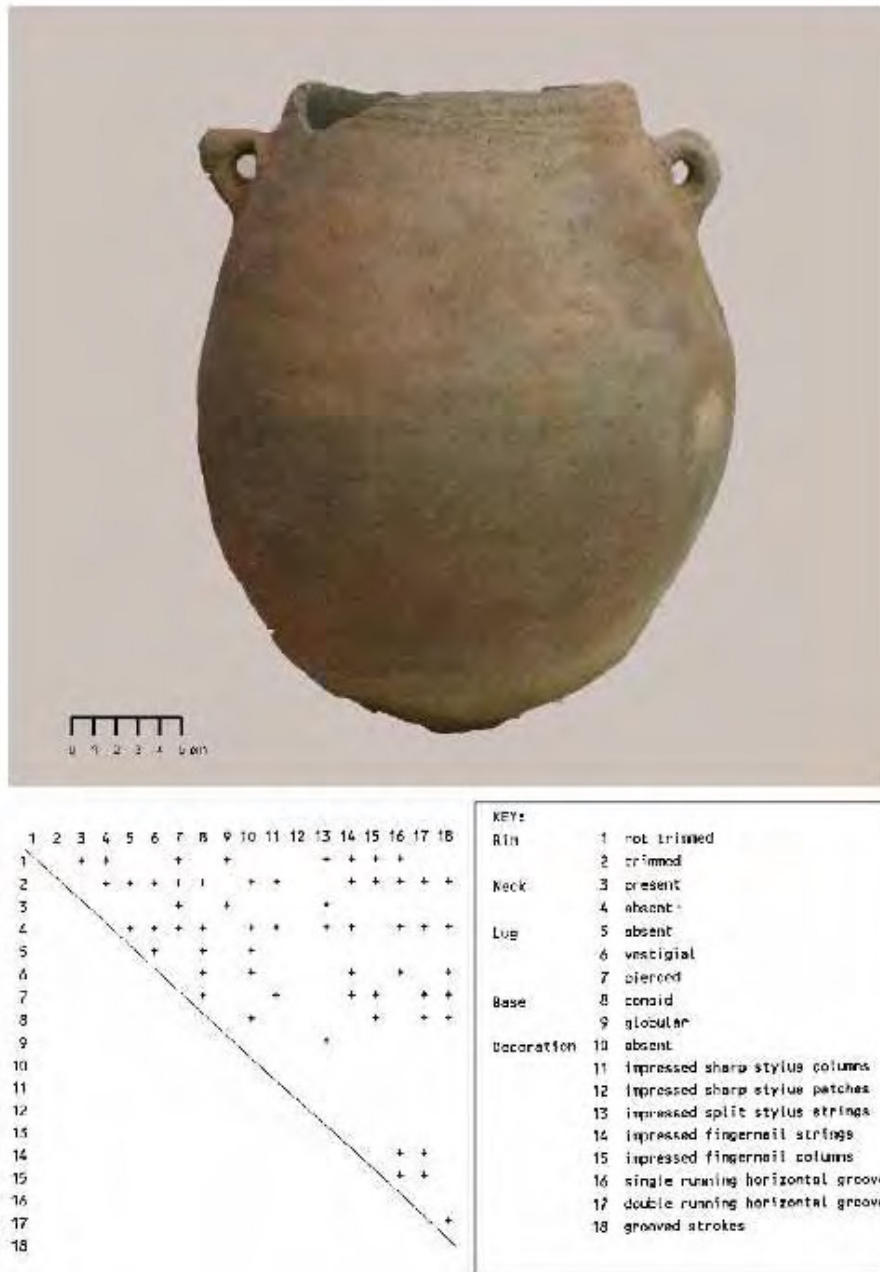 0 1 2 3 4 5 cm
1 2 3 4 5 6 7 8 9 10 11 12 13 14 15 16 17 18
1 + + + + + + + +
2 + + + + + + + + + + + +
3 + + +
4 + + + + + + + + + +
5 + + +
6 + + + + +
7 + + + + + +
8 + + + +
9 +
10
11
12
13
14 + +
15 + +
16
17 +
18
KEY:
Rim 1 not trimmed
2 trimmed
Neck 3 present
4 absent
Lug 5 absent
6 vestigial
7 pierced
Base 8 conoid
9 globular
Decoration 10 absent
11 impressed sharp stylus columns
12 impressed sharp stylus patches
13 impressed split stylus strings
14 impressed fingernail strings
15 impressed fingernail columns
16 single running horizontal groove
17 double running horizontal groove
18 grooved strokes